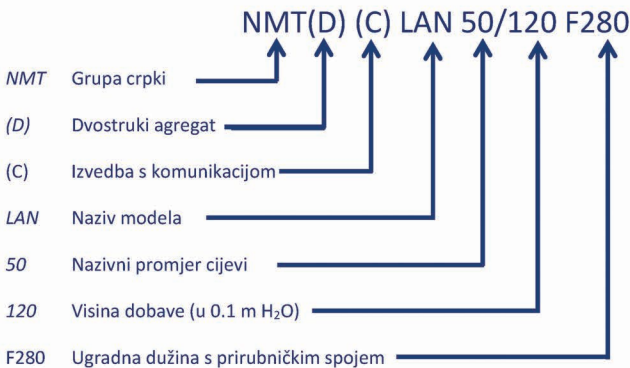 NMT(D) (C) LAN 50/120 F280
NMT Grupa crpki
(D) Dvostruki agregat
(C) Izvedba s komunikacijom
LAN Naziv modela
50 Nazivni promjer cijevi
120 Visina dobave (u 0.1 m H₂O)
F280 Ugradna dužina s prirubničkim spojem